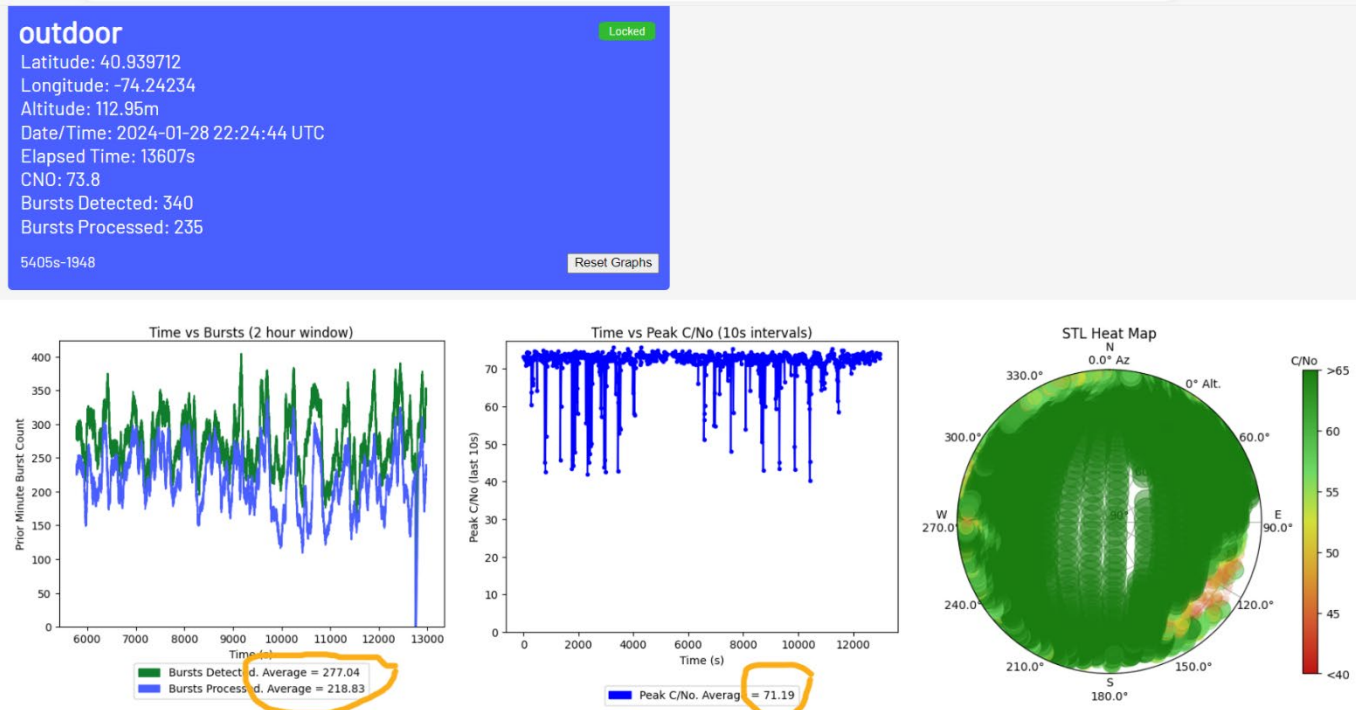 outdoor
Locked
Latitude: 40.939712
Longitude: -74.24234
Altitude: 112.95m
Date/Time: 2024-01-28 22:24:44 UTC
Elapsed Time: 13607s
CNO: 73.8
Bursts Detected: 340
Bursts Processed: 235
5405s-1948
Reset Graphs
Time vs Bursts (2 hour window)
Prior Minute Burst Count
400
350
300
250
200
150
100
50
0
6000 7000 8000 9000 10000 11000 12000 13000
Time (s)
Bursts Detected. Average = 277.04
Bursts Processed. Average = 218.83
Time vs Peak C/No (10s intervals)
Peak C/No (last 10s)
70
60
50
40
30
20
10
0
0 2000 4000 6000 8000 10000 12000
Time (s)
Peak C/No. Average = 71.19
STL Heat Map
N
0.0° Az
0° Alt.
330.0°
60.0°
300.0°
W
270.0°
90°
E
90.0°
240.0°
120.0°
210.0°
150.0°
S
180.0°
C/No
>65
60
55
50
45
<40